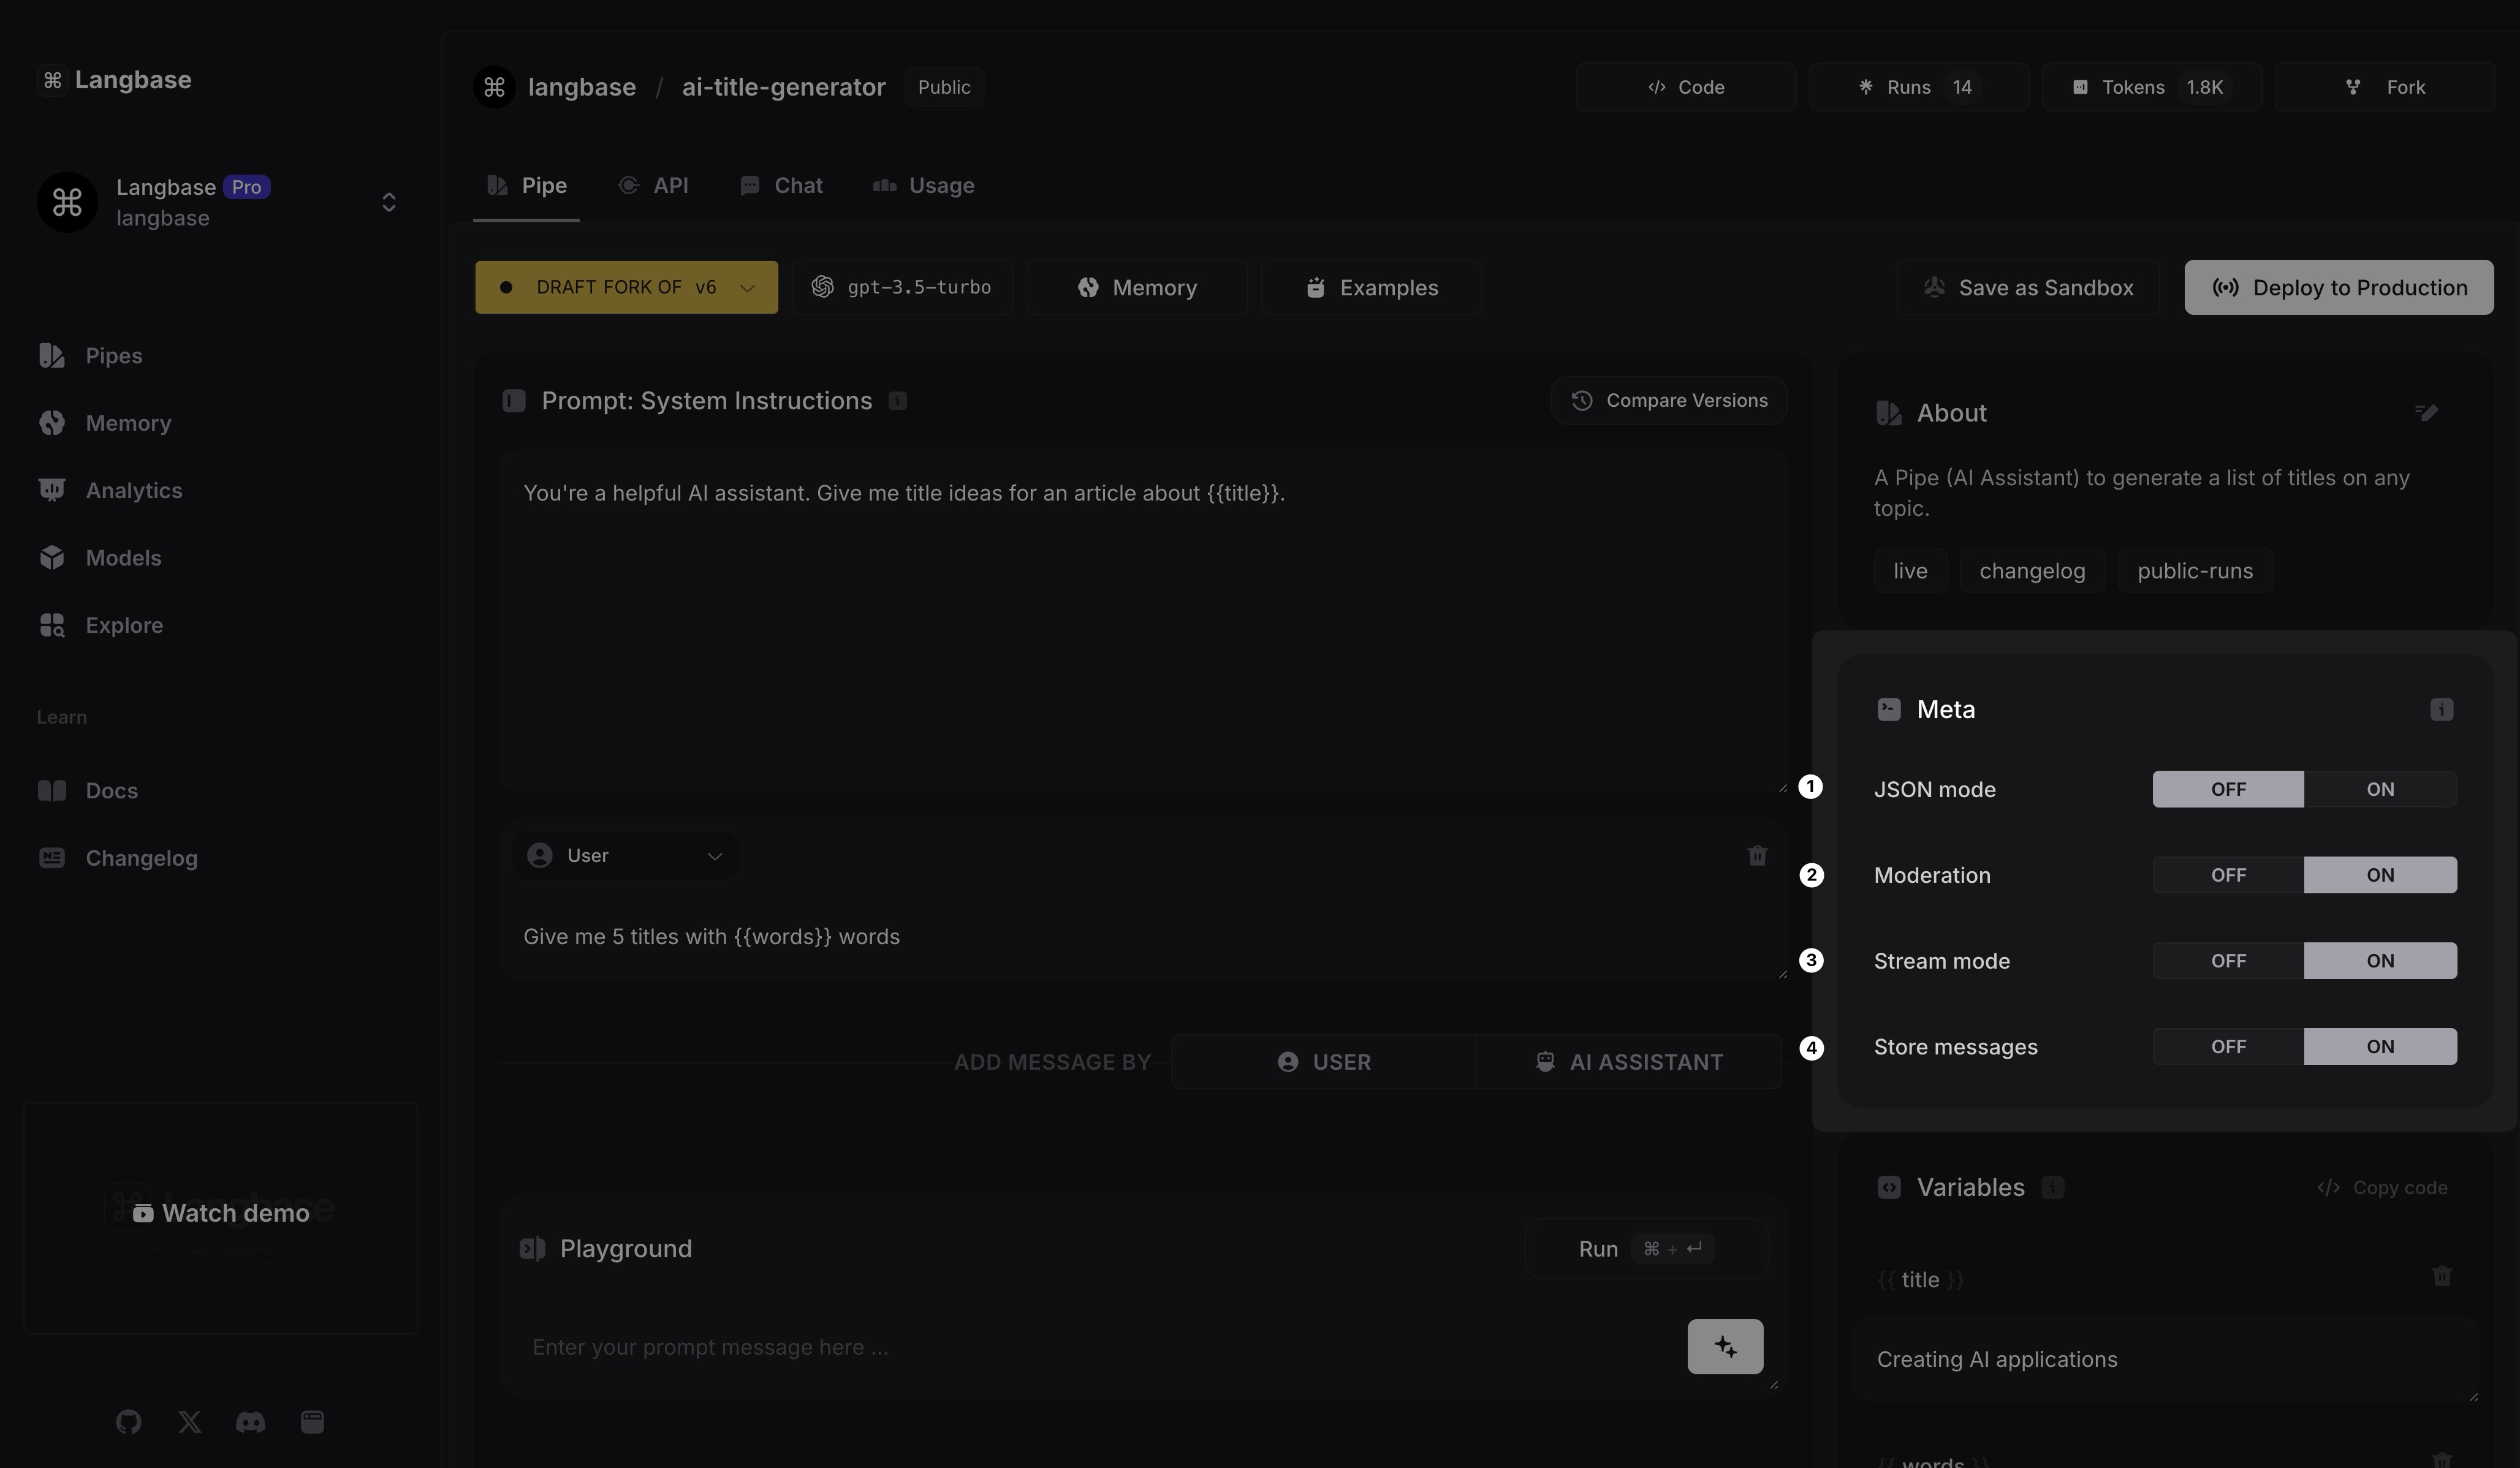 Langbase
Langbase Pro
langbase
Pipes
Memory
Analytics
Models
Explore
Learn
Docs
Changelog
Langbase
Watch demo
langbase / ai-title-generator Public
Code
Runs 14
Tokens 1.8K
Fork
Pipe
API
Chat
Usage
DRAFT FORK OF v6
gpt-3.5-turbo
Memory
Examples
Save as Sandbox
Deploy to Production
Prompt: System Instructions
Compare Versions
You're a helpful AI assistant. Give me title ideas for an article about {{title}}.
User
Give me 5 titles with {{words}} words
ADD MESSAGE BY
USER
AI ASSISTANT
Playground
Run ⌘ + ↵
Enter your prompt message here ...
About
A Pipe (AI Assistant) to generate a list of titles on any
topic.
live
changelog
public-runs
Meta
1 JSON mode OFF ON
2 Moderation OFF ON
3 Stream mode OFF ON
4 Store messages OFF ON
Variables
Copy code
{{ title }}
Creating AI applications
{{ words }}